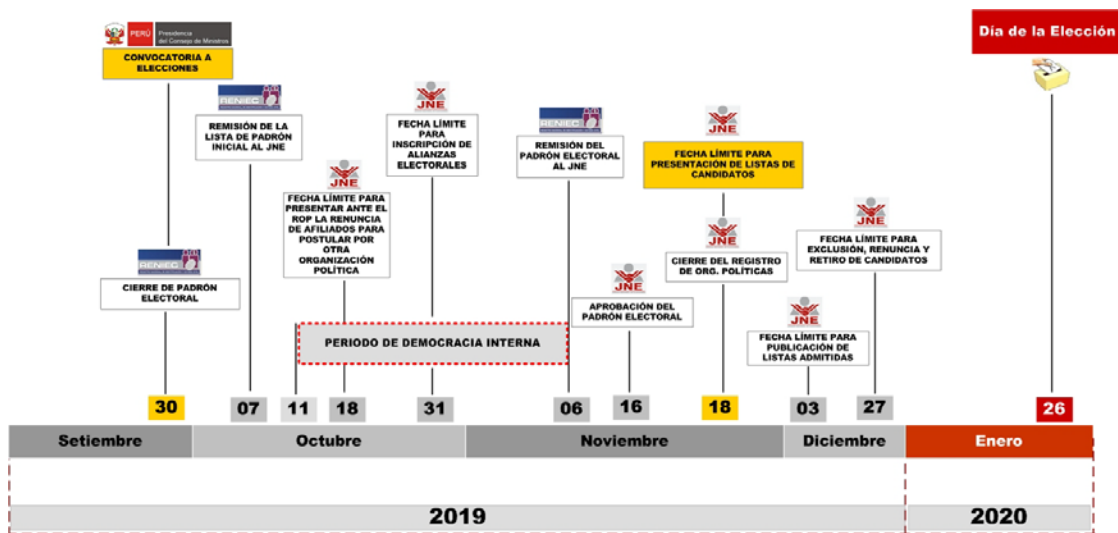 PERÚ
Presidencia
del Consejo de Ministros
CONVOCATORIA A
ELECCIONES
Día de la Elección
RENIEC
REMISIÓN DE LA
LISTA DE PADRÓN
INICIAL AL JNE
JNE
FECHA LÍMITE
PARA
INSCRIPCIÓN DE
ALIANZAS
ELECTORALES
RENIEC
REMISIÓN DEL
PADRÓN ELECTORAL
AL JNE
JNE
FECHA LÍMITE PARA
PRESENTACIÓN DE LISTAS DE
CANDIDATOS
JNE
FECHA LÍMITE PARA
PRESENTAR ANTE EL
ROP LA RENUNCIA
DE AFILIADOS PARA
POSTULAR POR
OTRA
ORGANIZACIÓN
POLÍTICA
JNE
FECHA LÍMITE PARA
EXCLUSIÓN, RENUNCIA Y
RETIRO DE CANDIDATOS
RENIEC
CIERRE DE PADRÓN
ELECTORAL
JNE
CIERRE DEL REGISTRO
DE ORG. POLÍTICAS
JNE
APROBACIÓN DEL
PADRÓN ELECTORAL
JNE
FECHA LÍMITE PARA
PUBLICACIÓN DE
LISTAS ADMITIDAS
PERIODO DE DEMOCRACIA INTERNA
30
07
11
18
31
06
16
18
03
27
26
Setiembre
Octubre
Noviembre
Diciembre
Enero
2019
2020